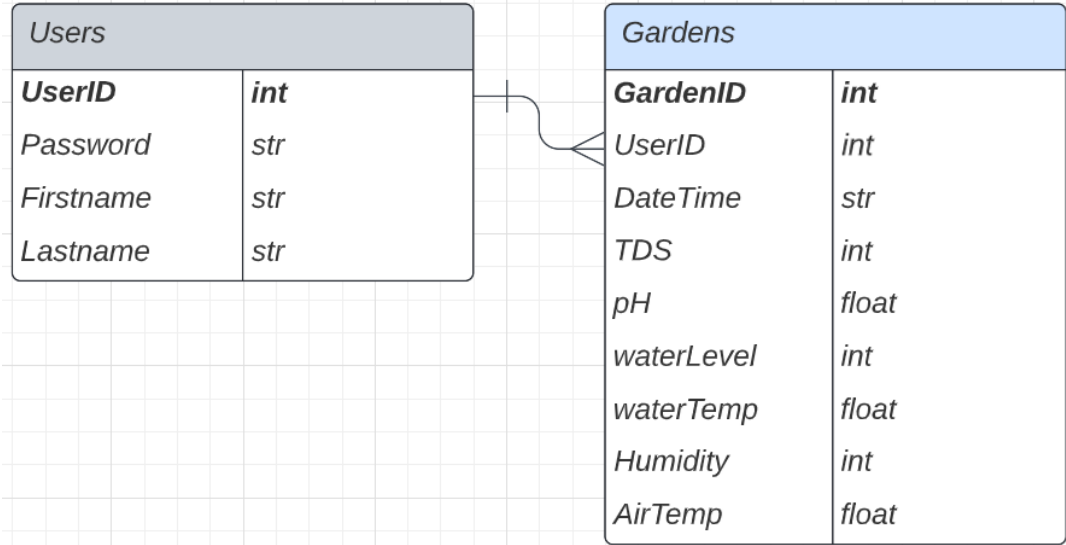 Users
UserID int
Password str
Firstname str
Lastname str
Gardens
GardenID int
UserID int
DateTime str
TDS int
pH float
waterLevel int
waterTemp float
Humidity int
AirTemp float